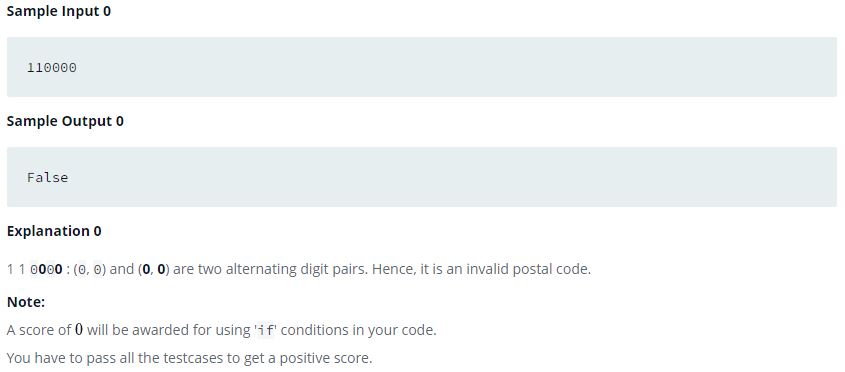 Sample Input 0
110000
Sample Output 0
False
Explanation 0
1 1 0000 : (0, 0) and (0, 0) are two alternating digit pairs. Hence, it is an invalid postal code.
Note:
A score of 0 will be awarded for using 'if' conditions in your code.
You have to pass all the testcases to get a positive score.